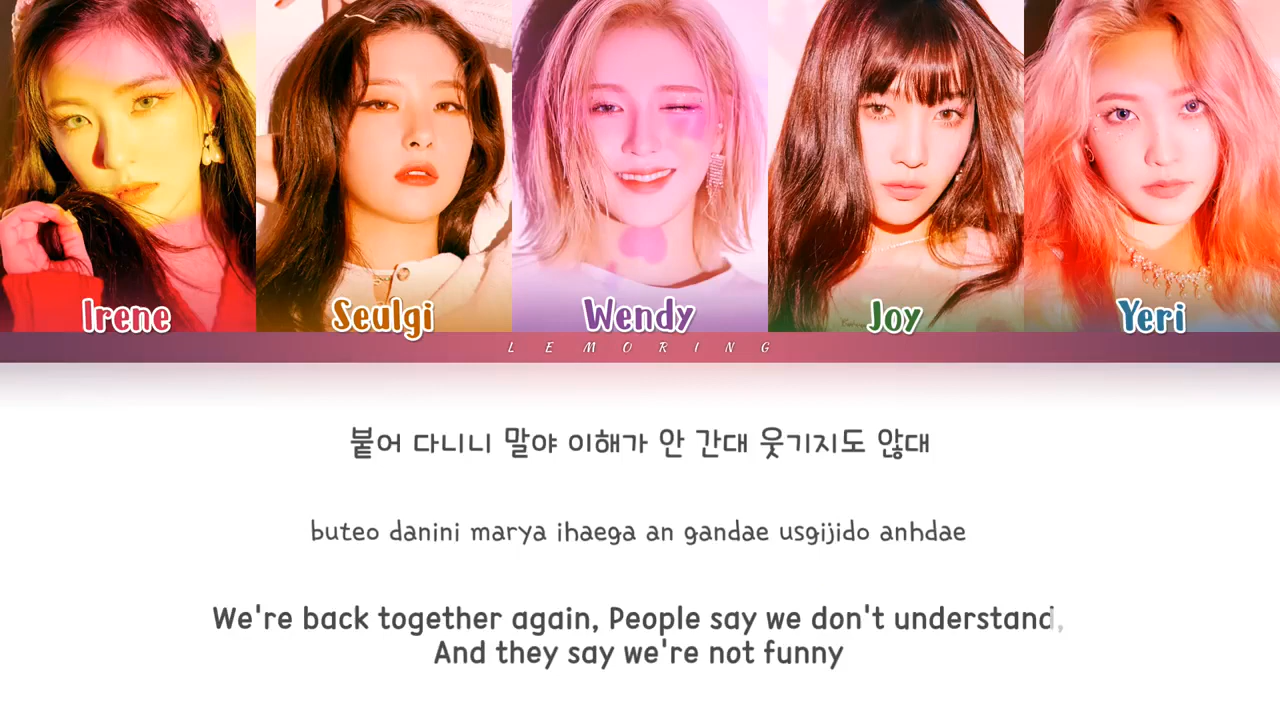 Irene
Seulgi
Wendy
Joy
Yeri
LEMORING
붙어 다니니 말야 이해가 안 간대 웃기지도 않대
buteo danini marya ihaega an gandae usgijido anhdae
We're back together again, People say we don't understand,
And they say we're not funny